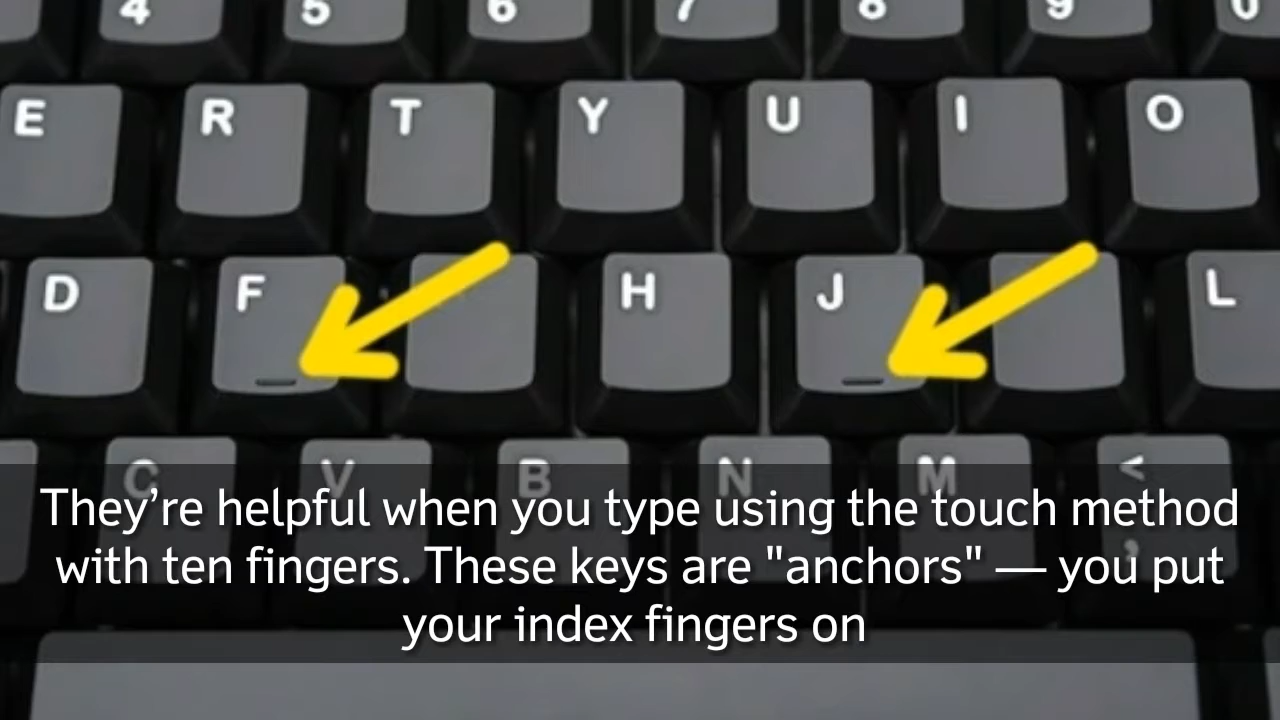 4 5 6 7 8 9 0
E R T Y U I O
D F H J L
C V B N M <
,
They're helpful when you type using the touch method
with ten fingers. These keys are "anchors" — you put
your index fingers on